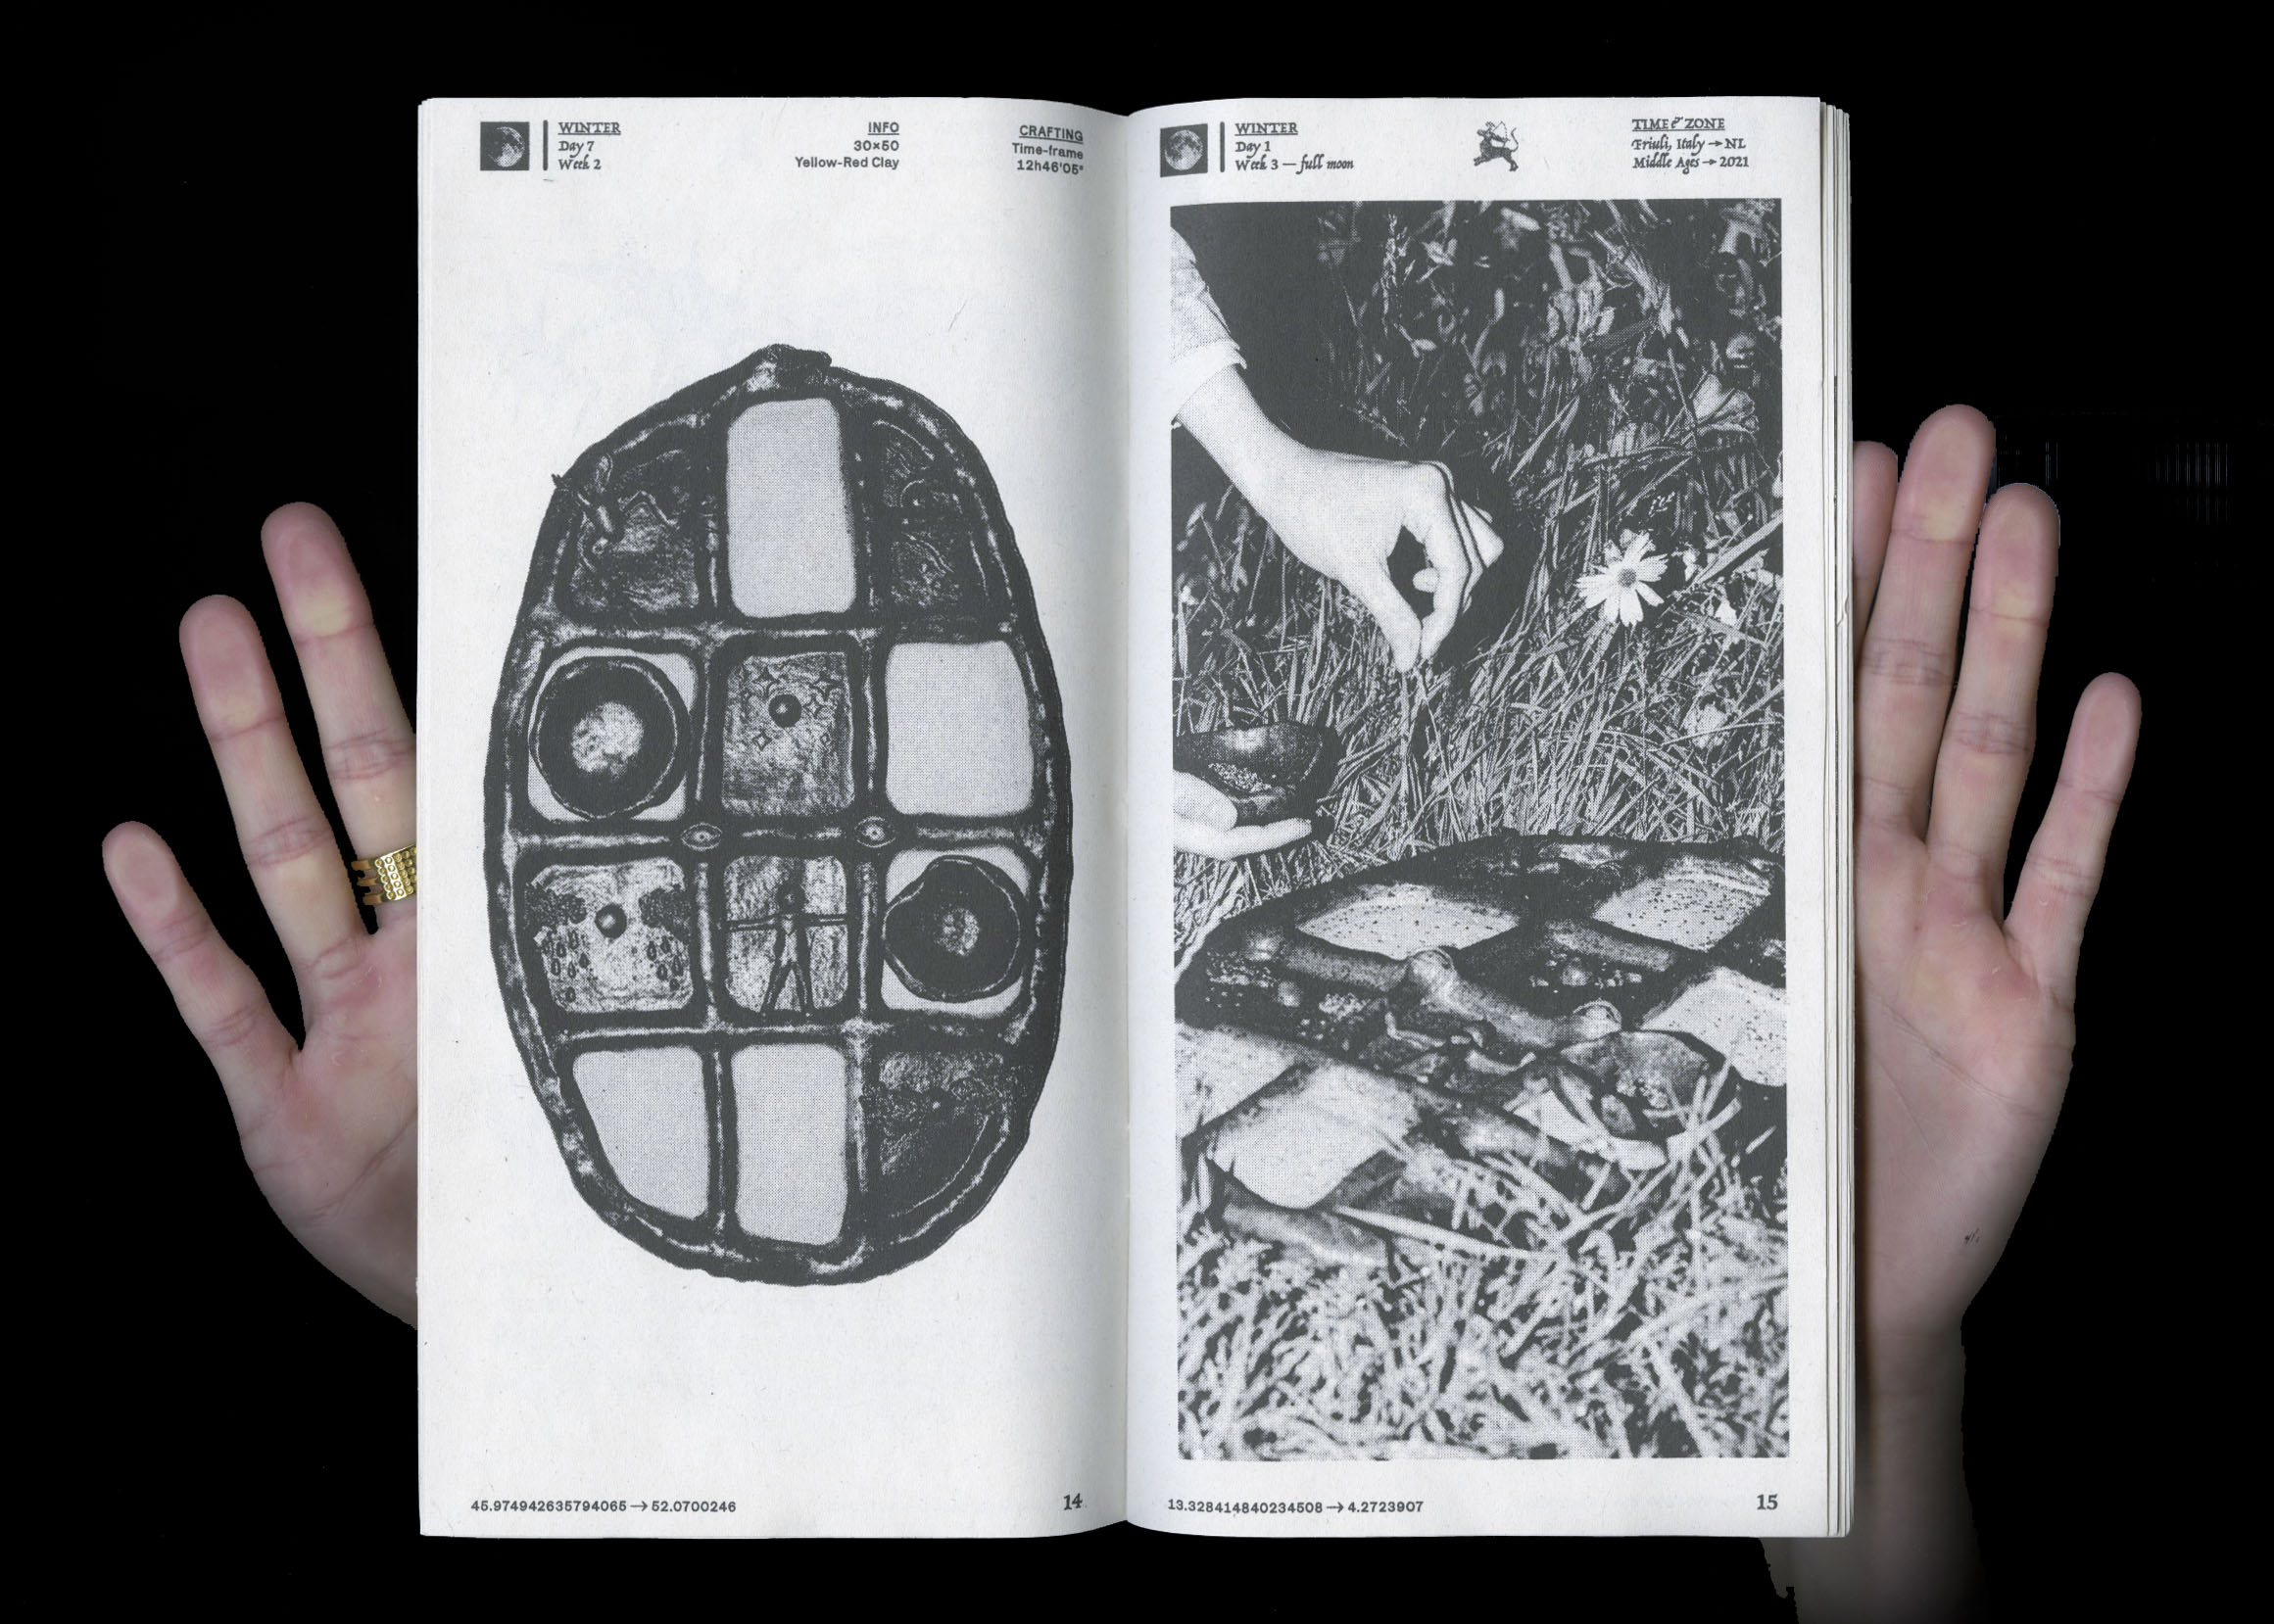 WINTER
Day 7
Week 2
INFO
30×50
Yellow-Red Clay
CRAFTING
Time-frame
12h46'05"
45.974942635794065 → 52.0700246
14
WINTER
Day 1
Week 3 — full moon
TIME & ZONE
Friuli, Italy → NL
Middle Ages → 2021
13.328414840234508 → 4.2723907
15